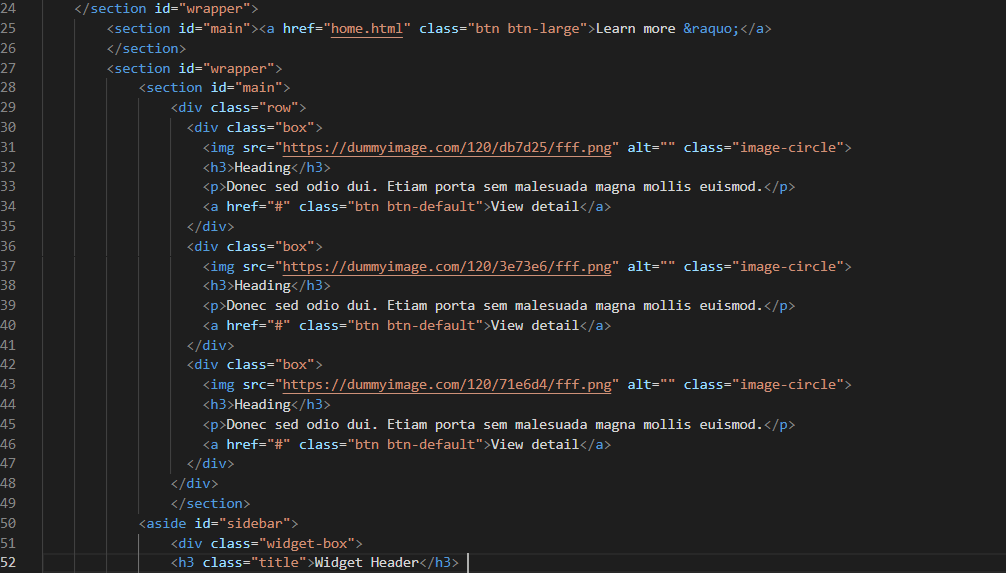 24 </section id="wrapper">
25 <section id="main"><a href="home.html" class="btn btn-large">Learn more &raquo;</a>
26 </section>
27 <section id="wrapper">
28 <section id="main">
29 <div class="row">
30 <div class="box">
31 <img src="https://dummyimage.com/120/db7d25/fff.png" alt="" class="image-circle">
32 <h3>Heading</h3>
33 <p>Donec sed odio dui. Etiam porta sem malesuada magna mollis euismod.</p>
34 <a href="#" class="btn btn-default">View detail</a>
35 </div>
36 <div class="box">
37 <img src="https://dummyimage.com/120/3e73e6/fff.png" alt="" class="image-circle">
38 <h3>Heading</h3>
39 <p>Donec sed odio dui. Etiam porta sem malesuada magna mollis euismod.</p>
40 <a href="#" class="btn btn-default">View detail</a>
41 </div>
42 <div class="box">
43 <img src="https://dummyimage.com/120/71e6d4/fff.png" alt="" class="image-circle">
44 <h3>Heading</h3>
45 <p>Donec sed odio dui. Etiam porta sem malesuada magna mollis euismod.</p>
46 <a href="#" class="btn btn-default">View detail</a>
47 </div>
48 </div>
49 </section>
50 <aside id="sidebar">
51 <div class="widget-box">
52 <h3 class="title">Widget Header</h3>